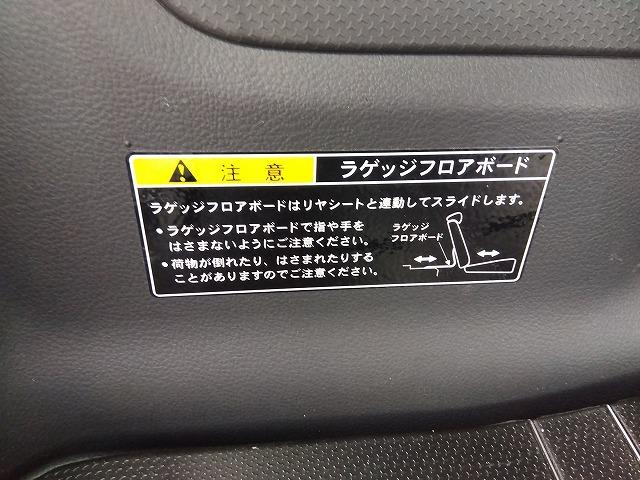 注意 ラゲッジフロアボード
ラゲッジフロアボードはリヤシートと連動してスライドします。
• ラゲッジフロアボードで指や手を
はさまないようにご注意ください。
• 荷物が倒れたり、はさまれたりする
ことがありますのでご注意ください。
ラゲッジ
フロアボード